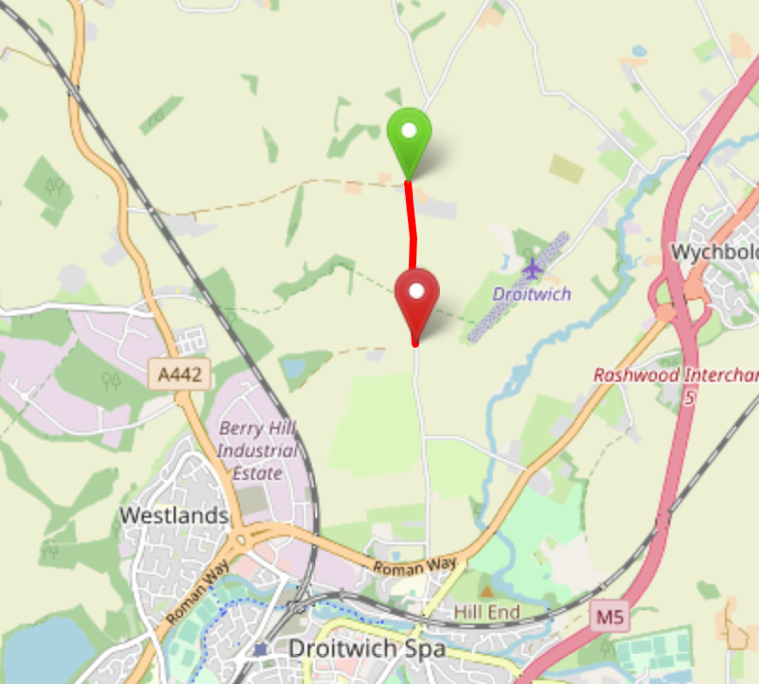 Wychbold
Droitwich
Rashwood Interchan
5
A442
Berry Hill
Industrial
Estate
Westlands
Roman Way
Roman Way
Hill End
M5
Droitwich Spa